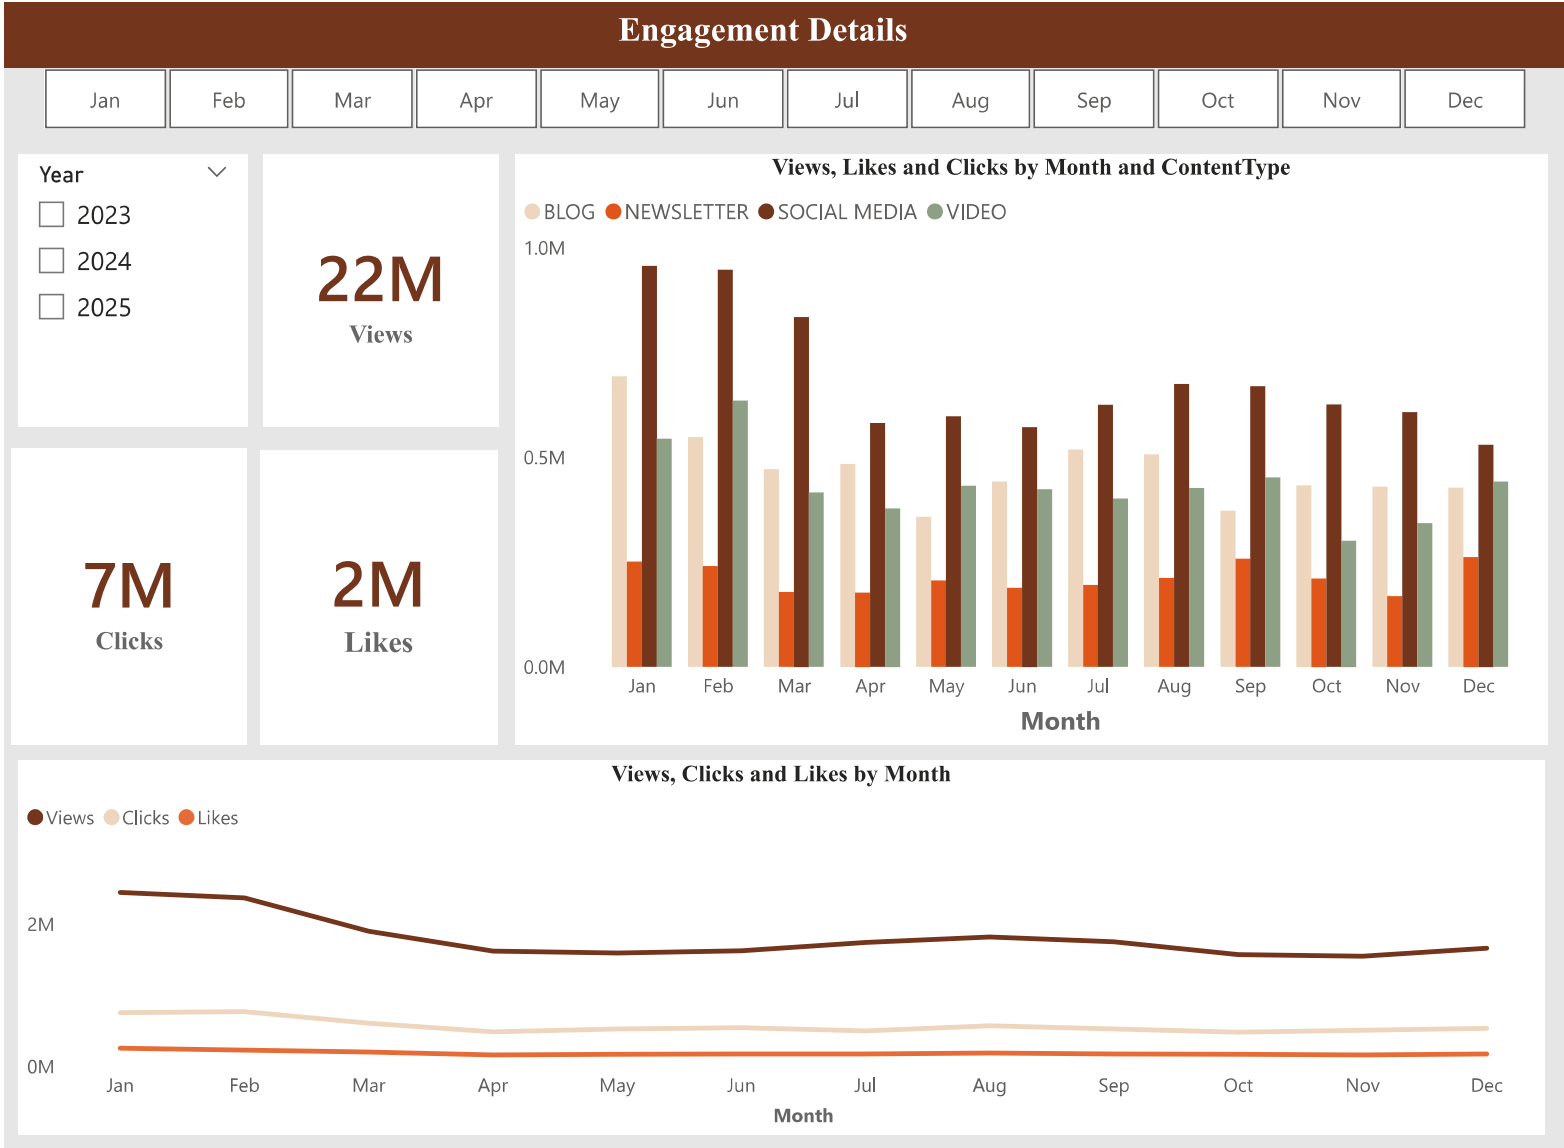 Engagement Details
Jan Feb Mar Apr May Jun Jul Aug Sep Oct Nov Dec
Year
2023
2024
2025
22M
Views
7M
Clicks
2M
Likes
Views, Likes and Clicks by Month and ContentType
BLOG NEWSLETTER SOCIAL MEDIA VIDEO
1.0M
0.5M
0.0M
Jan Feb Mar Apr May Jun Jul Aug Sep Oct Nov Dec
Month
Views, Clicks and Likes by Month
Views Clicks Likes
2M
0M
Jan Feb Mar Apr May Jun Jul Aug Sep Oct Nov Dec
Month